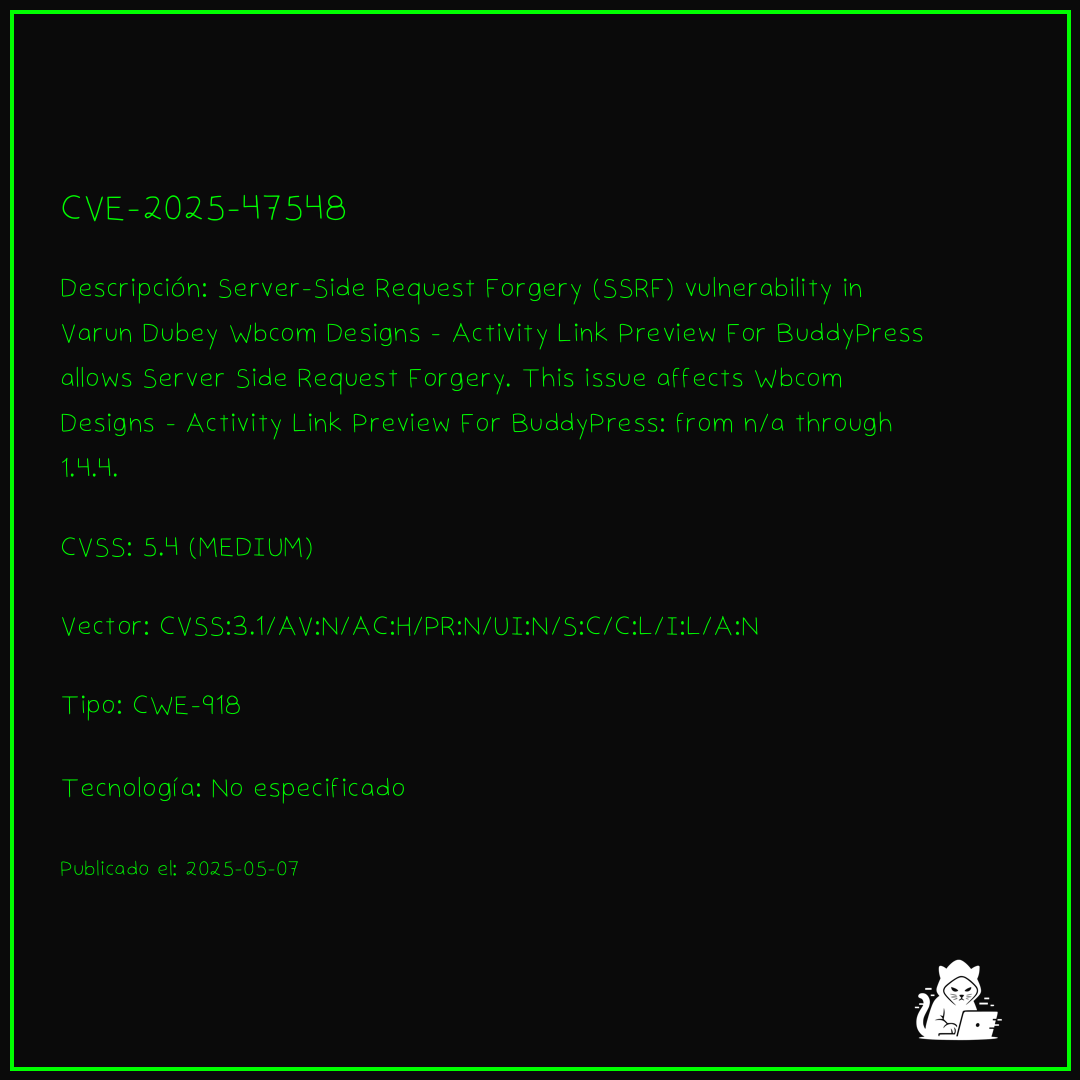 CVE-2025-47548
Descripción: Server-Side Request Forgery (SSRF) vulnerability in
Varun Dubey Wbcom Designs - Activity Link Preview For BuddyPress
allows Server Side Request Forgery. This issue affects Wbcom
Designs - Activity Link Preview For BuddyPress: from n/a through
1.4.4.
CVSS: 5.4 (MEDIUM)
Vector: CVSS:3.1/AV:N/AC:H/PR:N/UI:N/S:C/C:L/I:L/A:N
Tipo: CWE-918
Tecnología: No especificado
Publicado el: 2025-05-07